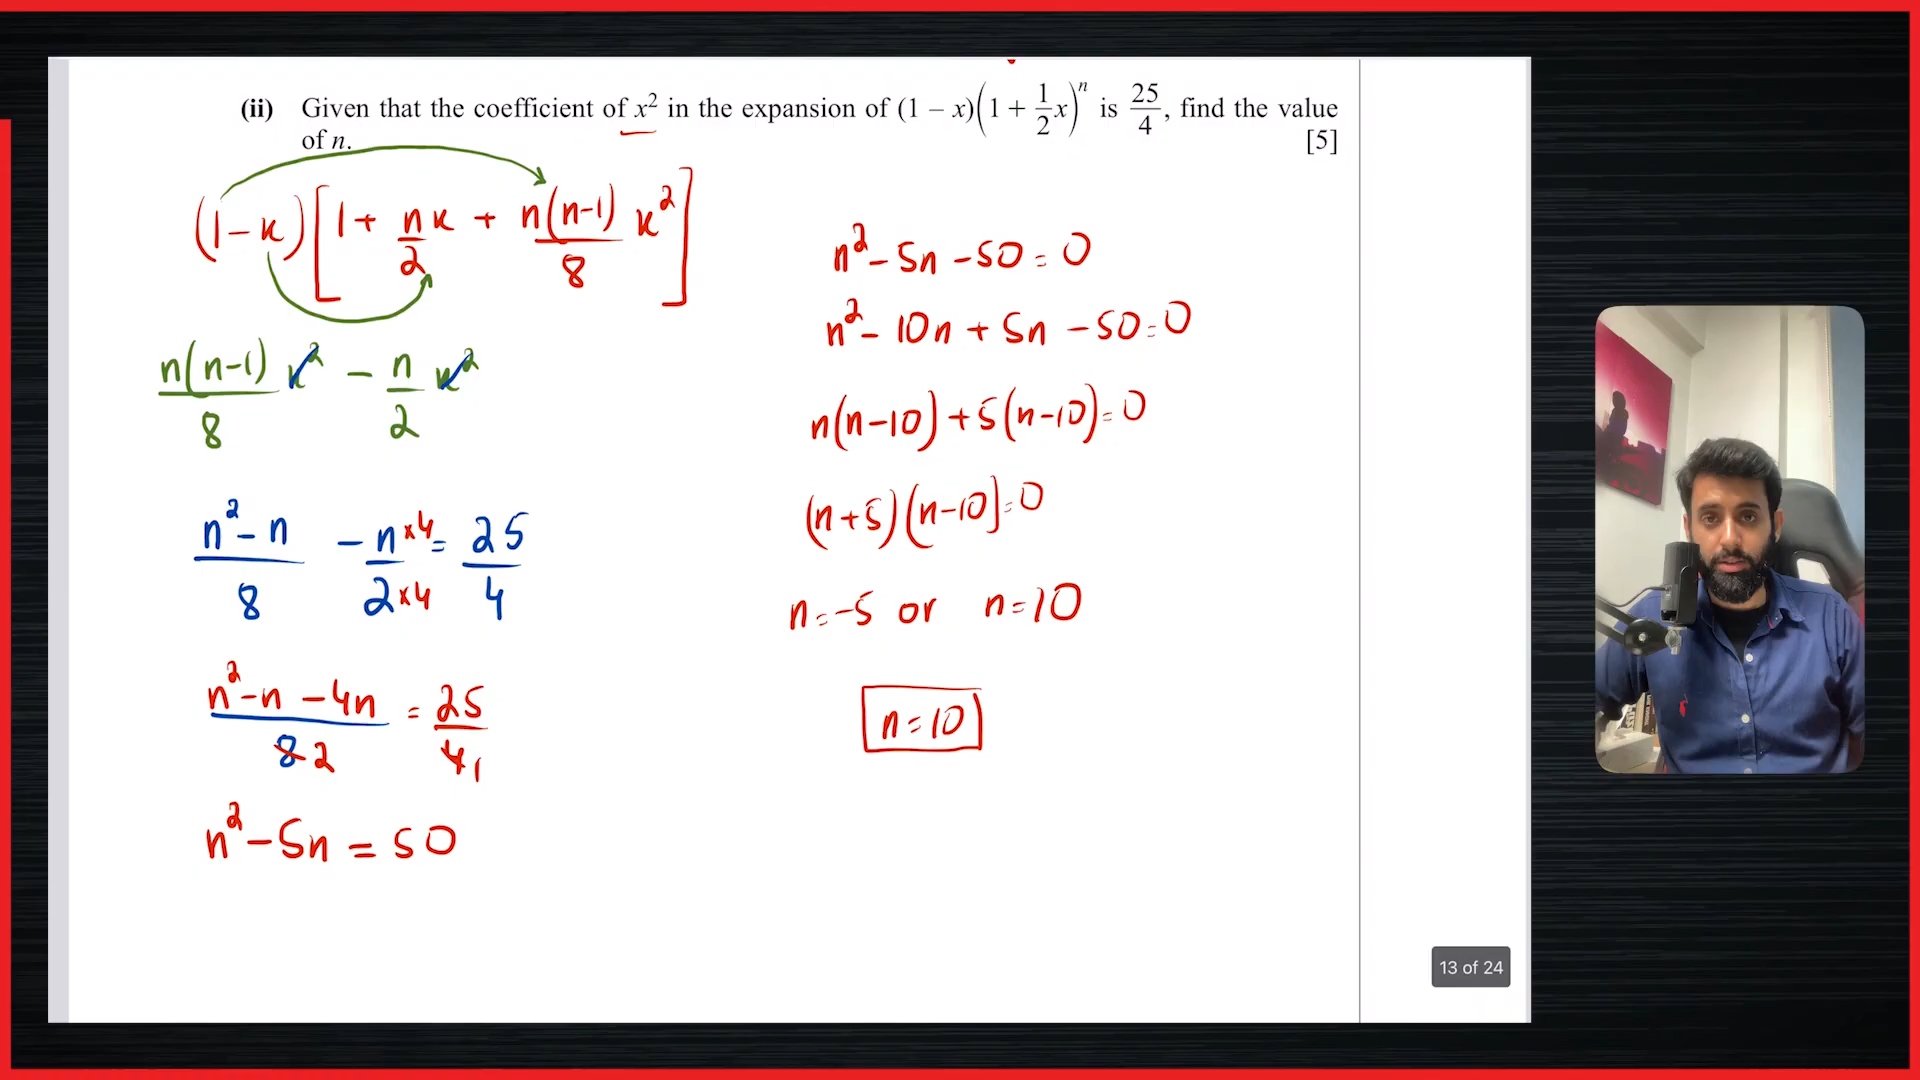 (ii) Given that the coefficient of x² in the expansion of (1 − x)(1 + 1/2 x)ⁿ is 25/4, find the value
of n. [5]
(1-x)[1 + n/2 x + n(n-1)/8 x²]
n(n-1)/8 x² - n/2 x²
(n² - n)/8 - (n ×4)/(2 ×4) = 25/4
(n² - n - 4n)/8 2 = 25/4 1
n² - 5n = 50
n² - 5n - 50 = 0
n² - 10n + 5n - 50 = 0
n(n-10) + 5(n-10) = 0
(n+5)(n-10) = 0
n = -5 or n = 10
n = 10
13 of 24